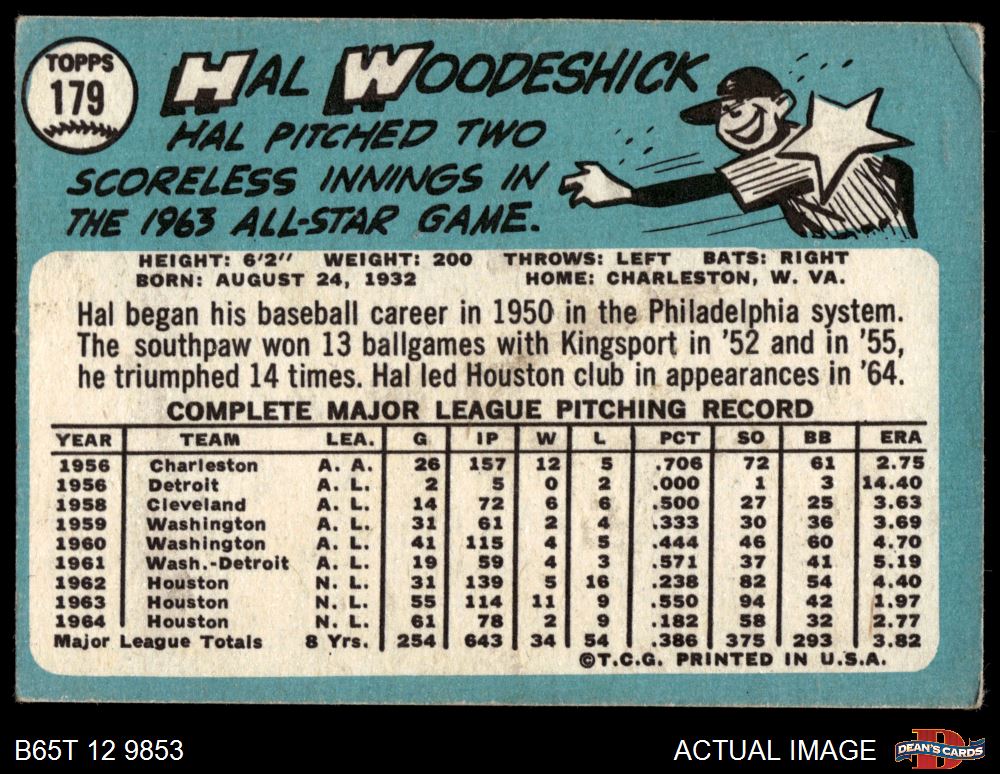 TOPPS
179
HAL WOODESHICK
HAL PITCHED TWO
SCORELESS INNINGS IN
THE 1963 ALL-STAR GAME.
HEIGHT: 6'2" WEIGHT: 200 THROWS: LEFT BATS: RIGHT
BORN: AUGUST 24, 1932 HOME: CHARLESTON, W. VA.
Hal began his baseball career in 1950 in the Philadelphia system.
The southpaw won 13 ballgames with Kingsport in '52 and in '55,
he triumphed 14 times. Hal led Houston club in appearances in '64.
COMPLETE MAJOR LEAGUE PITCHING RECORD
YEAR TEAM LEA. G IP W L PCT SO BB ERA
1956 Charleston A. A. 26 157 12 5 .706 72 61 2.75
1956 Detroit A. L. 2 5 0 2 .000 1 3 14.40
1958 Cleveland A. L. 14 72 6 6 .500 27 25 3.63
1959 Washington A. L. 31 61 2 4 .333 30 36 3.69
1960 Washington A. L. 41 115 4 5 .444 46 60 4.70
1961 Wash.-Detroit A. L. 19 59 4 3 .571 37 41 5.19
1962 Houston N. L. 31 139 5 16 .238 82 54 4.40
1963 Houston N. L. 55 114 11 9 .550 94 42 1.97
1964 Houston N. L. 61 78 2 9 .182 58 32 2.77
Major League Totals 8 Yrs. 254 643 34 54 .386 375 293 3.82
©T.C.G. PRINTED IN U.S.A.
B65T 12 9853 ACTUAL IMAGE DEAN'S CARDS